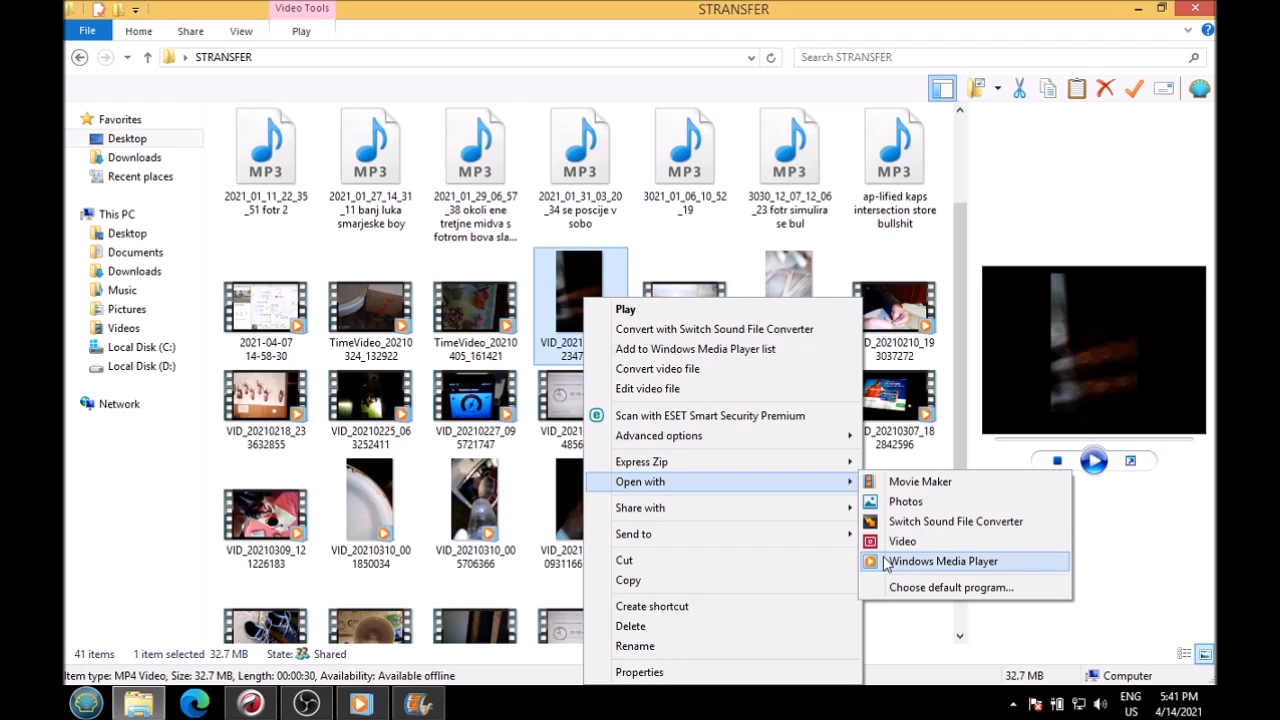 Video Tools
STRANSFER
File
Home
Share
View
Play
STRANSFER
Search STRANSFER
Favorites
Desktop
Downloads
Recent places
This PC
Desktop
Documents
Downloads
Music
Pictures
Videos
Local Disk (C:)
Local Disk (D:)
Network
MP3
MP3
MP3
MP3
MP3
MP3
MP3
2021_01_11_22_35
_51 fotr 2
2021_01_27_14_31
_11 banj luka
smarjeske boy
2021_01_29_06_57
_38 okoli ene
tretjne midva s
fotrom bova sla...
2021_01_31_03_20
_34 se poscije v
sobo
3021_01_06_10_52
_19
3030_12_07_12_06
_23 fotr simulira
se bul
ap-lified kaps
intersection store
bullshit
2021-04-07
14-58-30
TimeVideo_20210
324_132922
TimeVideo_20210
405_161421
VID_2021
2347
_20210210_19
3037272
VID_20210218_23
3632855
VID_20210225_06
3252411
VID_20210227_09
5721747
VID_2021
4856
_20210307_18
2842596
VID_20210309_12
1226183
VID_20210310_00
1850034
VID_20210310_00
5706366
VID_2021
0931166
Play
Convert with Switch Sound File Converter
Add to Windows Media Player list
Convert video file
Edit video file
Scan with ESET Smart Security Premium
Advanced options
Express Zip
Open with
Share with
Send to
Cut
Copy
Create shortcut
Delete
Rename
Properties
Movie Maker
Photos
Switch Sound File Converter
Video
Windows Media Player
Choose default program...
41 items
1 item selected 32.7 MB
State: Shared
Item type: MP4 Video, Size: 32.7 MB, Length: 00:00:30, Availability: Available offline
32.7 MB
Computer
ENG
US
5:41 PM
4/14/2021